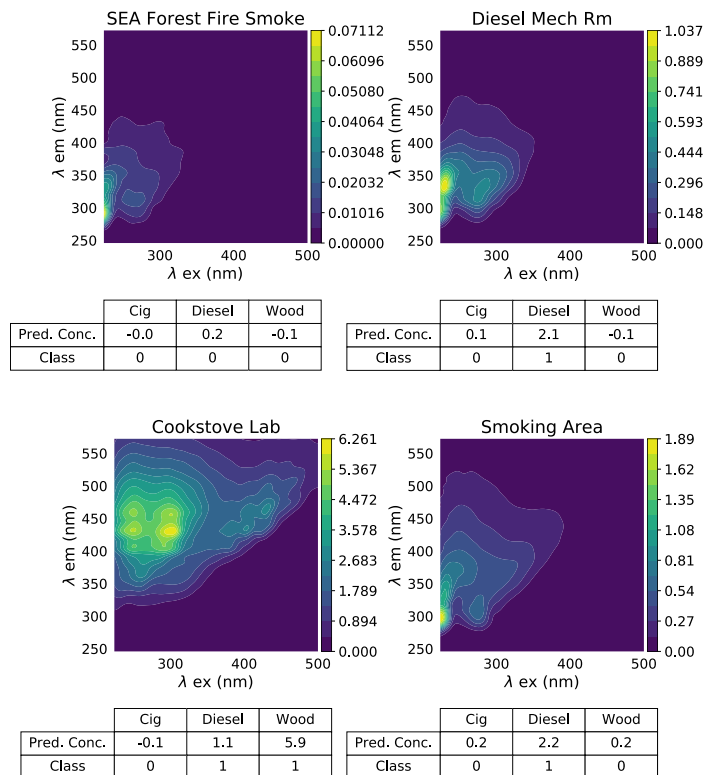 SEA Forest Fire Smoke
λ em (nm)
550
500
450
400
350
300
250
300 400 500
λ ex (nm)
0.07112
0.06096
0.05080
0.04064
0.03048
0.02032
0.01016
0.00000
Cig Diesel Wood
Pred. Conc. -0.0 0.2 -0.1
Class 0 0 0
Diesel Mech Rm
λ em (nm)
550
500
450
400
350
300
250
300 400 500
λ ex (nm)
1.037
0.889
0.741
0.593
0.444
0.296
0.148
0.000
Cig Diesel Wood
Pred. Conc. 0.1 2.1 -0.1
Class 0 1 0
Cookstove Lab
λ em (nm)
550
500
450
400
350
300
250
300 400 500
λ ex (nm)
6.261
5.367
4.472
3.578
2.683
1.789
0.894
0.000
Cig Diesel Wood
Pred. Conc. -0.1 1.1 5.9
Class 0 1 1
Smoking Area
λ em (nm)
550
500
450
400
350
300
250
300 400 500
λ ex (nm)
1.89
1.62
1.35
1.08
0.81
0.54
0.27
0.00
Cig Diesel Wood
Pred. Conc. 0.2 2.2 0.2
Class 0 1 0